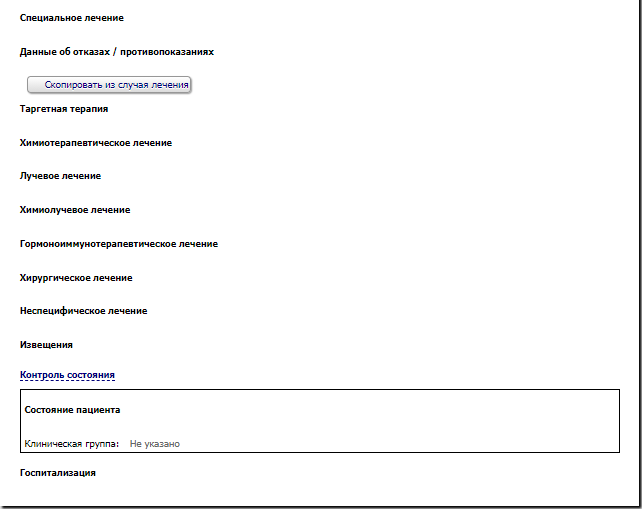 Специальное лечение
Данные об отказах / противопоказаниях
Скопировать из случая лечения
Таргетная терапия
Химиотерапевтическое лечение
Лучевое лечение
Химиолучевое лечение
Гормоноиммунотерапевтическое лечение
Хирургическое лечение
Неспецифическое лечение
Извещения
Контроль состояния
Состояние пациента
Клиническая группа: Не указано
Госпитализация